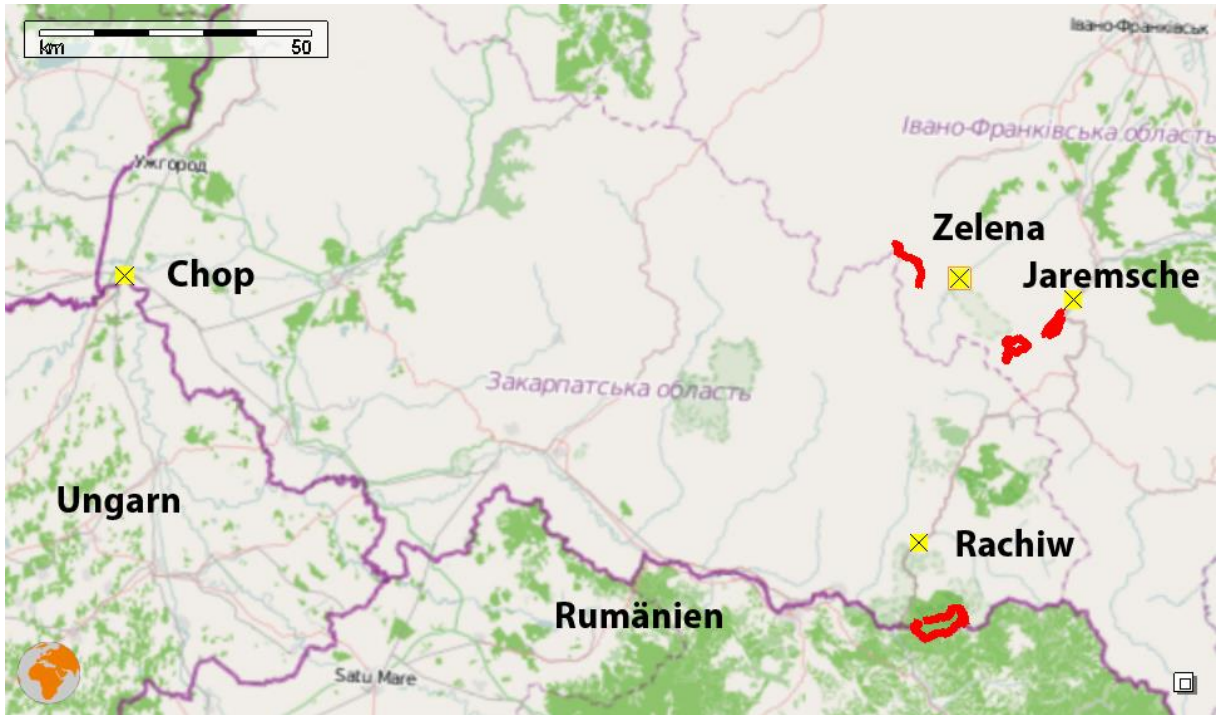 km 50
Івано-Франківськ
Івано-Франківська область
Ужгород
Zelena
Chop
Jaremsche
Закарпатська область
Ungarn
Rachiw
Rumänien
Satu Mare